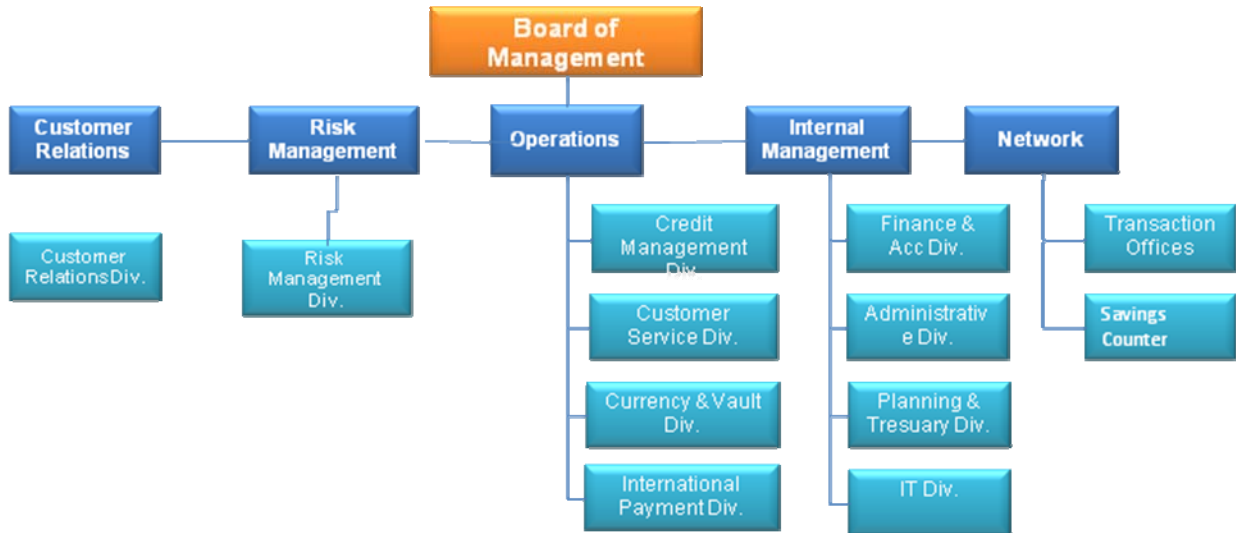 Board of
Management
Customer
Relations
Risk
Management
Operations
Internal
Management
Network
Customer
RelationsDiv.
Risk
Management
Div.
Credit
Management
Div
Customer
Service Div.
Currency & Vault
Div.
International
Payment Div.
Finance &
Acc Div.
Administrativ
e Div.
Planning &
Tresuary Div.
IT Div.
Transaction
Offices
Savings
Counter